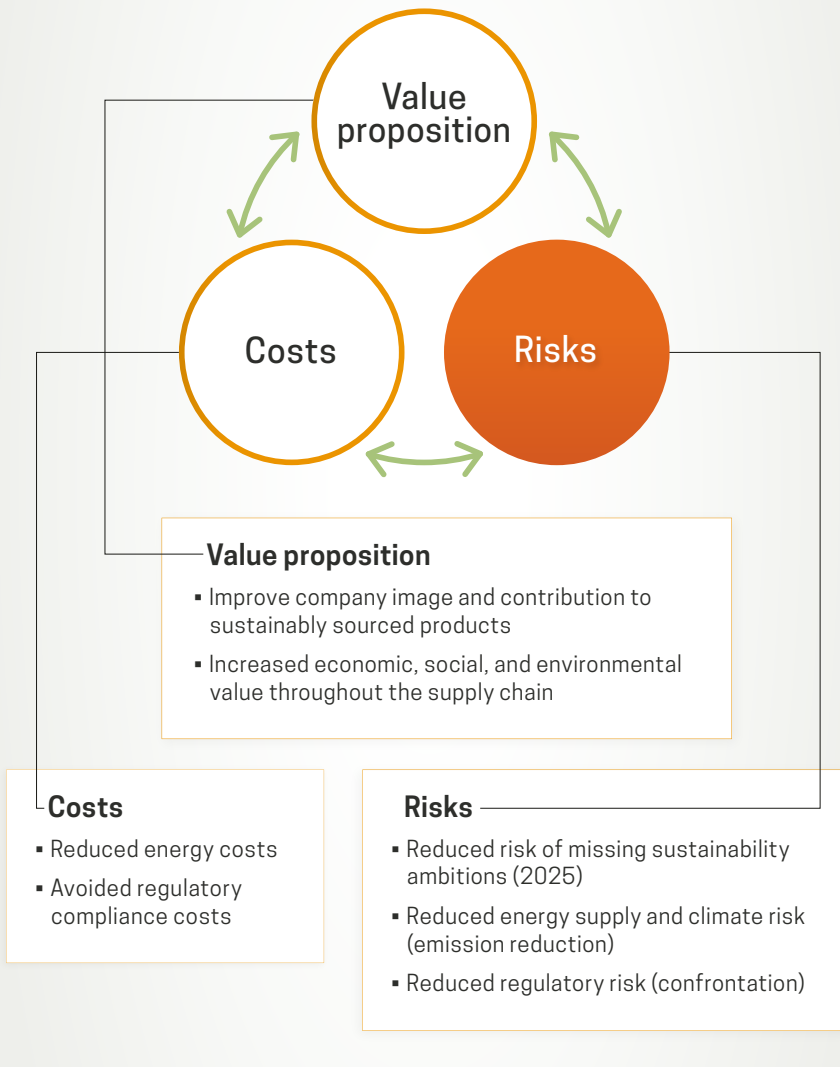 Value
proposition
Costs
Risks
Value proposition
▪ Improve company image and contribution to
sustainably sourced products
▪ Increased economic, social, and environmental
value throughout the supply chain
Costs
▪ Reduced energy costs
▪ Avoided regulatory
compliance costs
Risks
▪ Reduced risk of missing sustainability
ambitions (2025)
▪ Reduced energy supply and climate risk
(emission reduction)
▪ Reduced regulatory risk (confrontation)